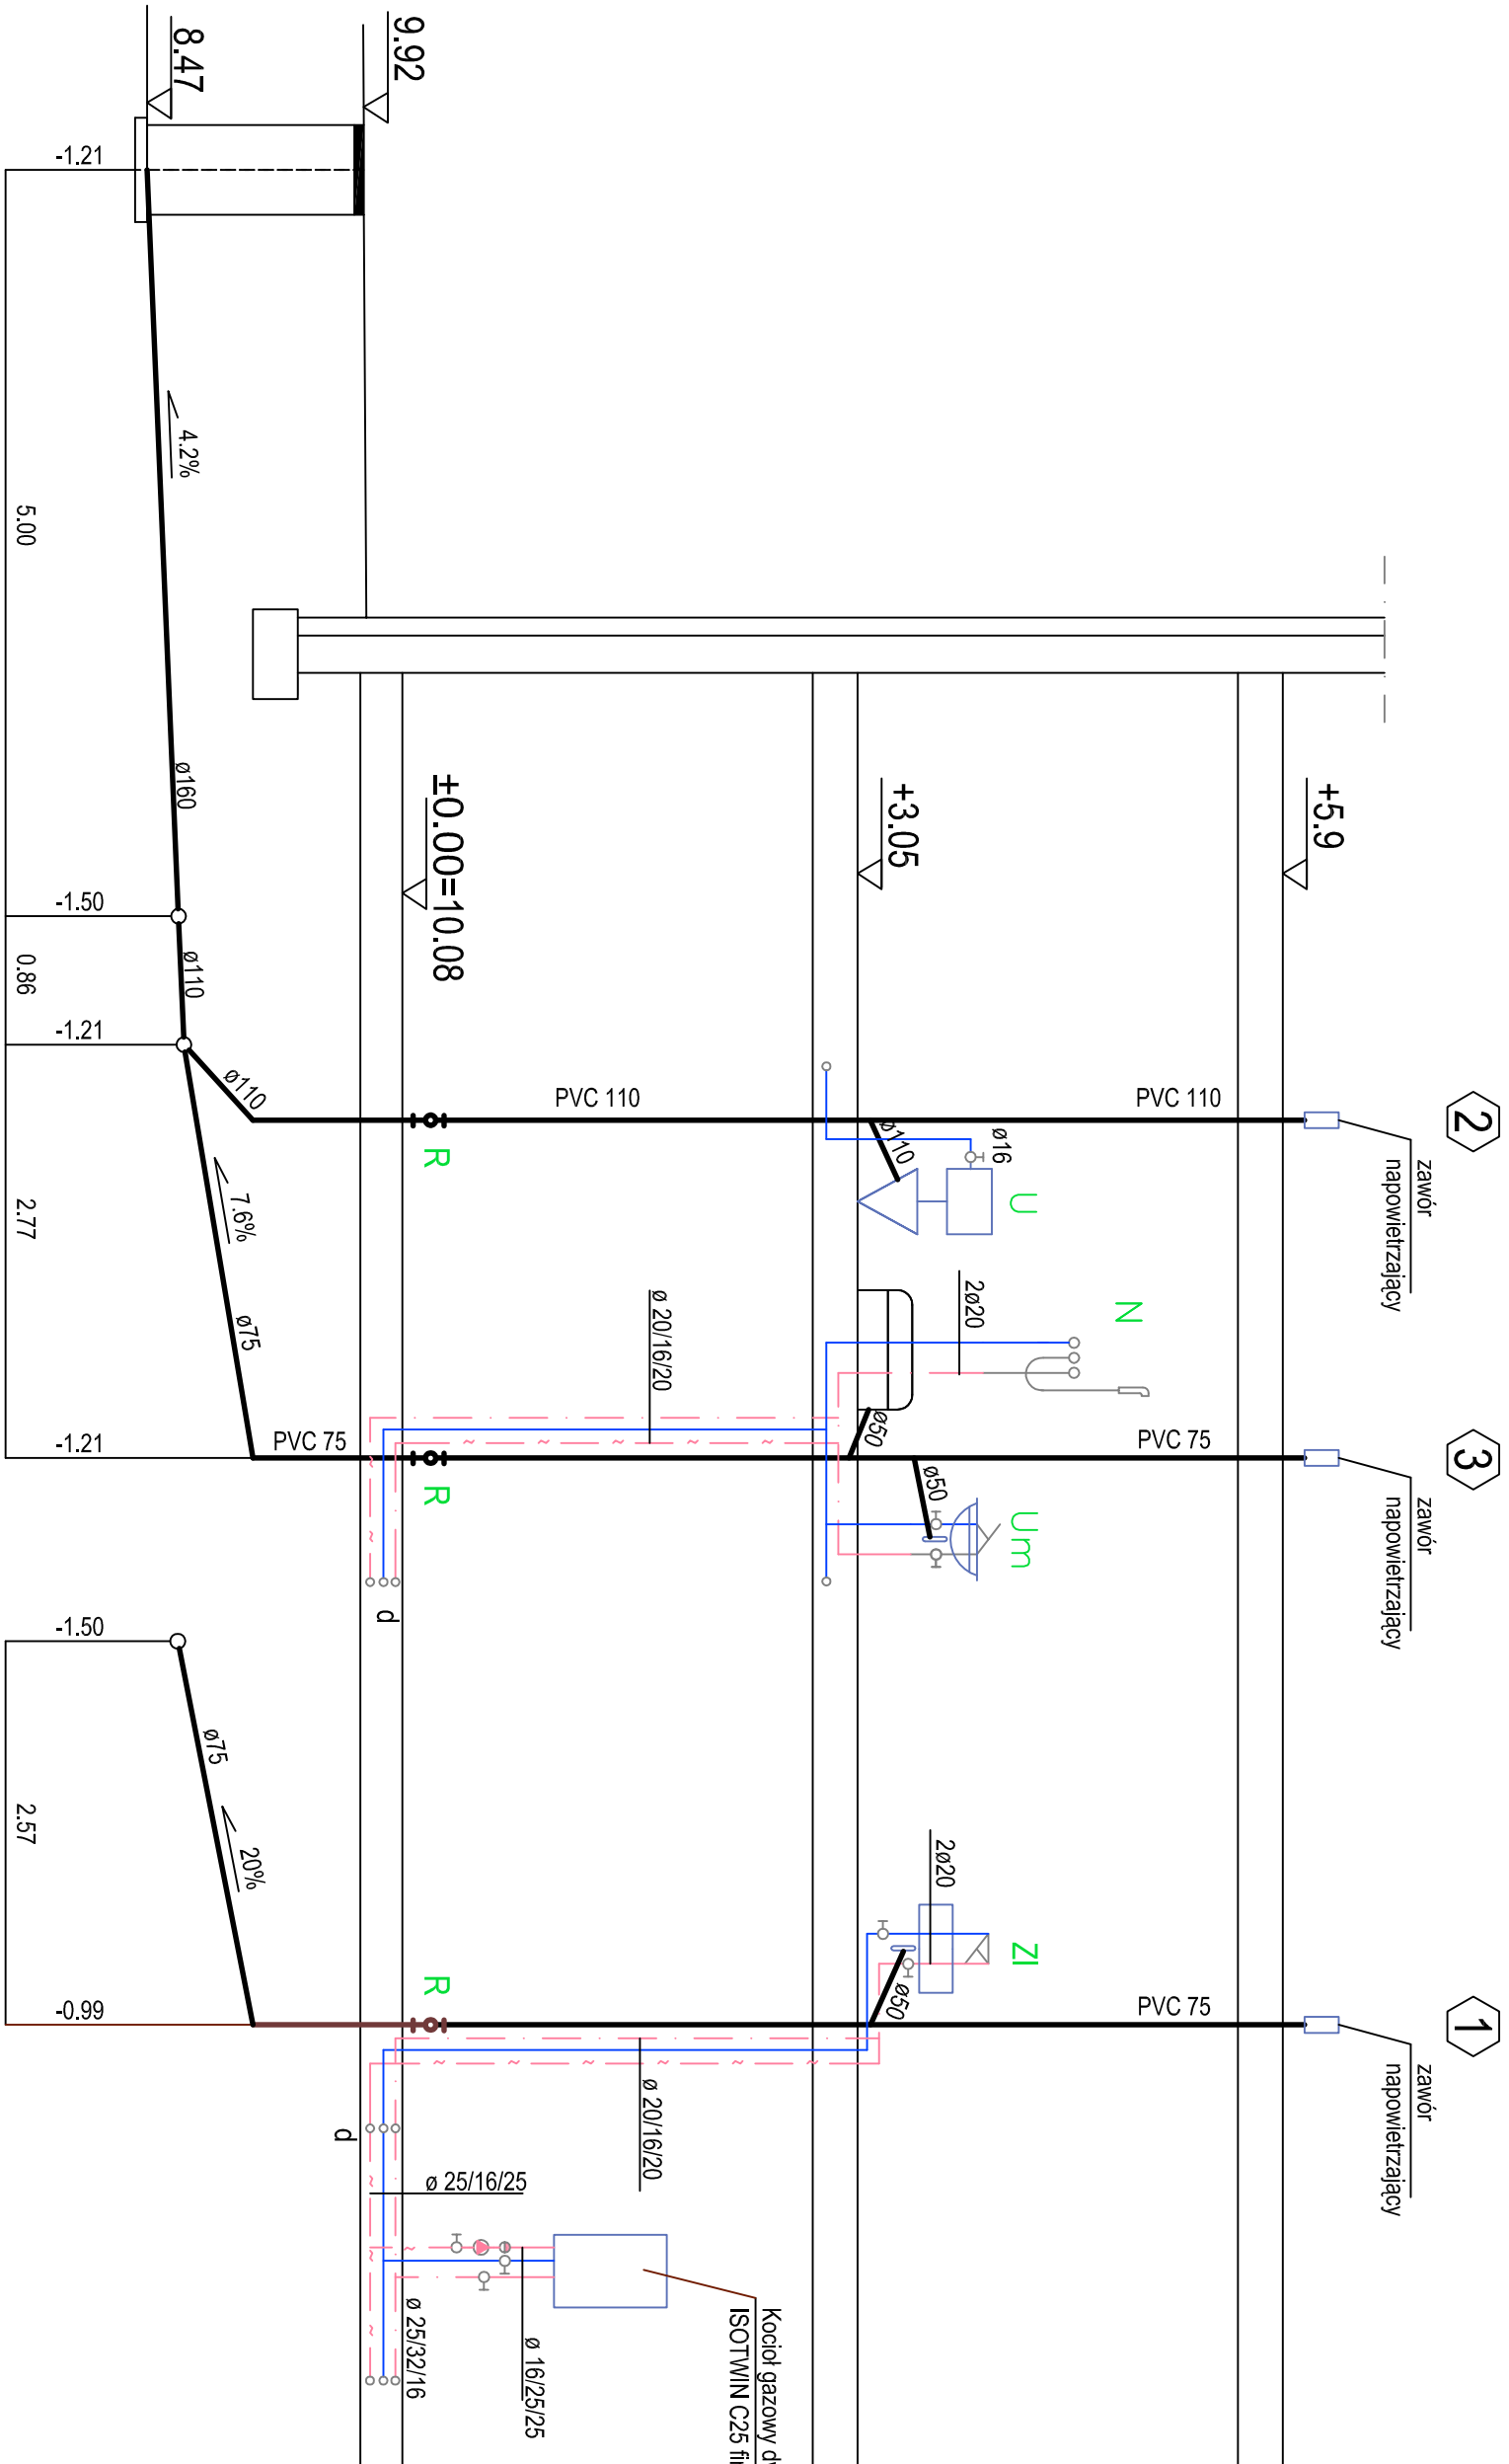 2
zawór
napowietrzający
3
zawór
napowietrzający
1
zawór
napowietrzający
+5.9
PVC 110
PVC 75
PVC 75
N
U
Um
Zl
ø16
2ø20
2ø20
9.92
+3.05
ø110
ø50
ø50
ø50
Kocioł gazowy
ISOTWIN C25
ø 20/16/20
ø 20/16/20
PVC 110
ø 16/25/25
ø 25/16/25
±0.00=10.08
R
R
R
ø 25/32/16
d
d
8.47
PVC 75
4.2%
ø160
ø110
ø110
7.6%
ø75
ø75
20%
-1.21
-1.50
-1.21
-1.21
-1.50
-0.99
5.00
0.86
2.77
2.57